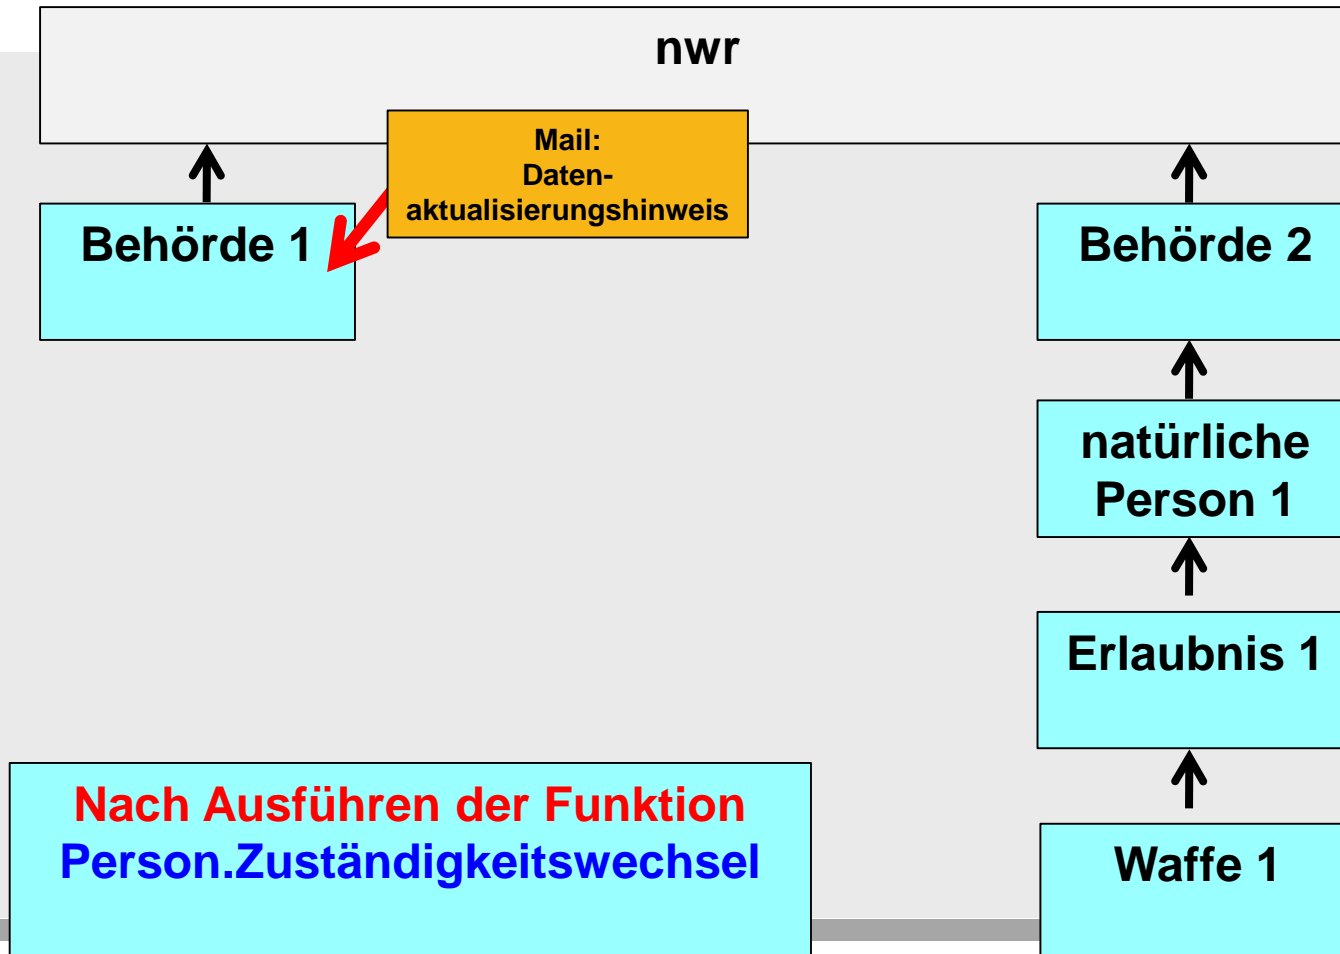 nwr
Mail:
Daten-
aktualisierungshinweis
Behörde 1
Behörde 2
natürliche
Person 1
Erlaubnis 1
Nach Ausführen der Funktion
Person.Zuständigkeitswechsel
Waffe 1